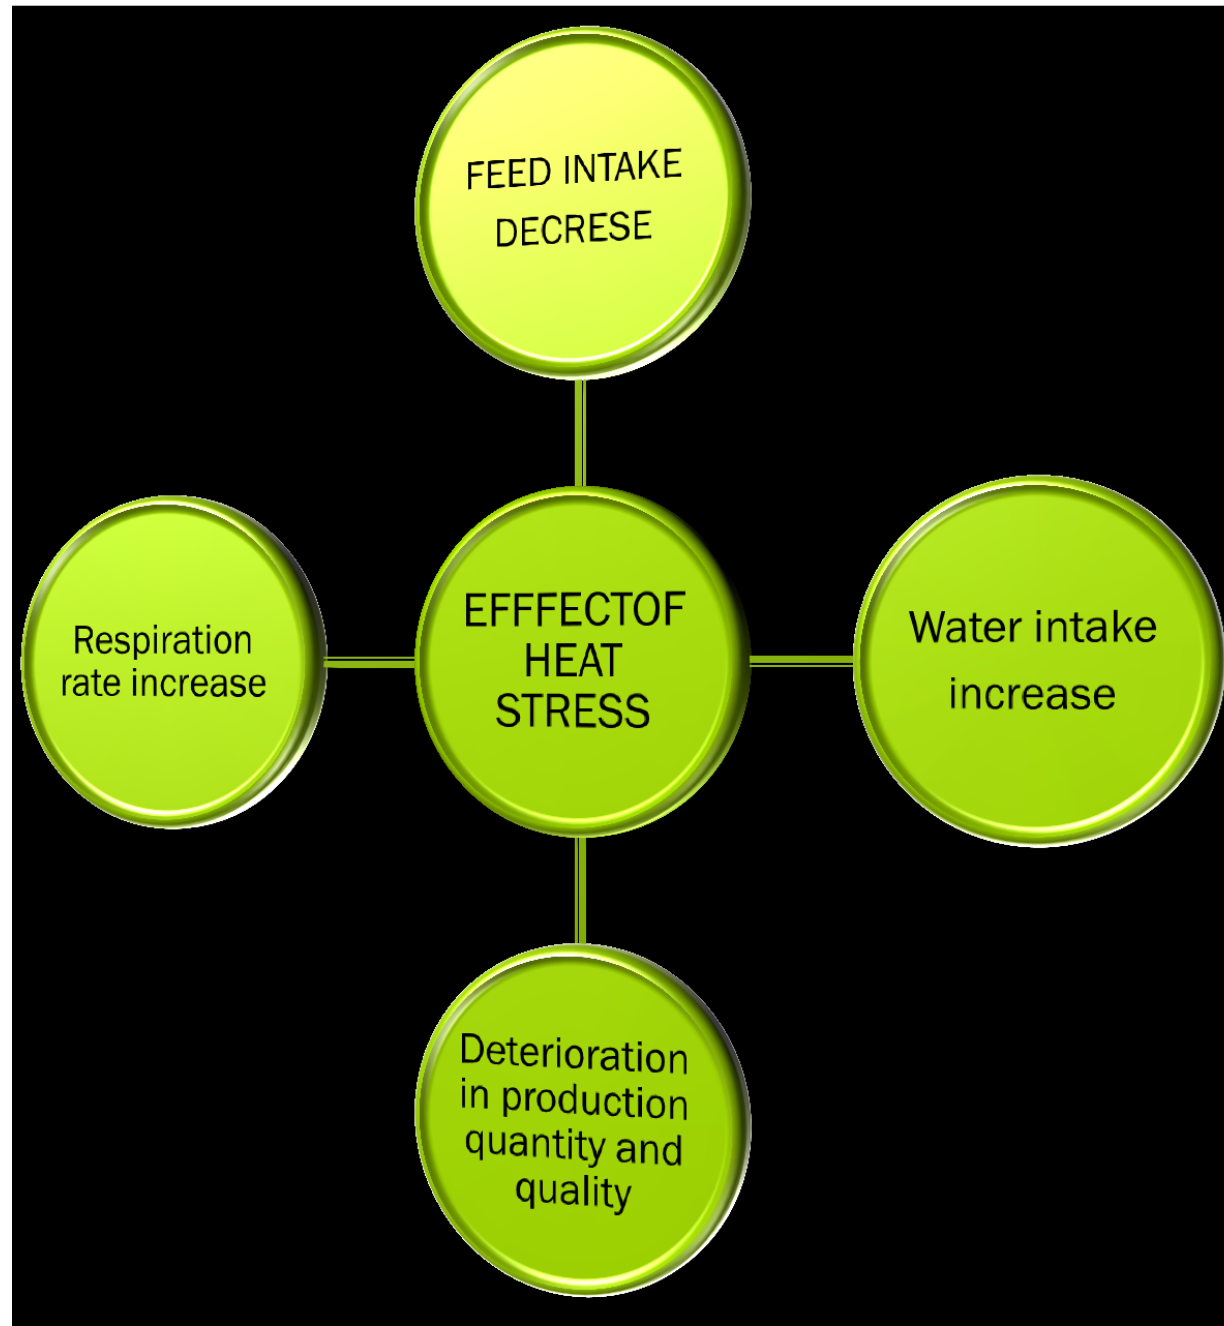 FEED INTAKE
DECRESE
Respiration
rate increase
EFFFECTOF
HEAT
STRESS
Water intake
increase
Deterioration
in production
quantity and
quality